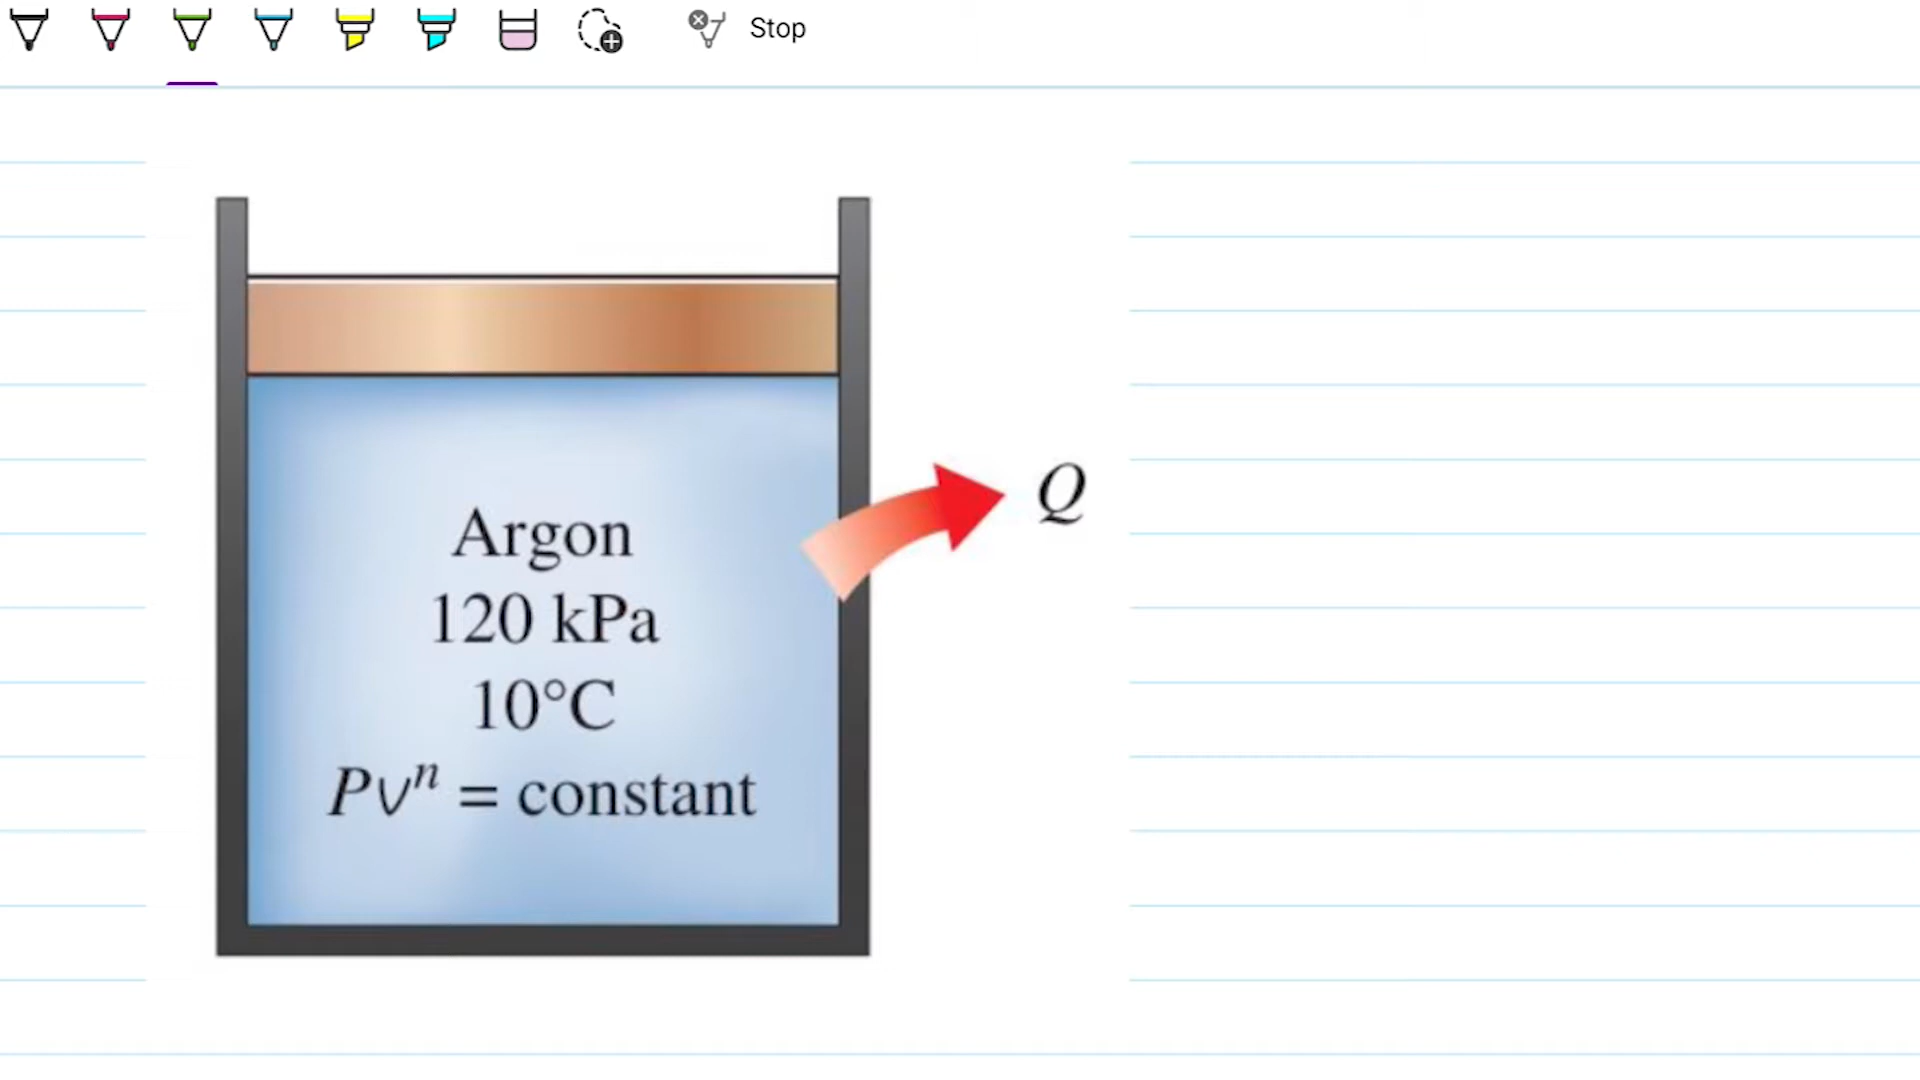 Stop
Q
Argon
120 kPa
10°C
Pvⁿ = constant